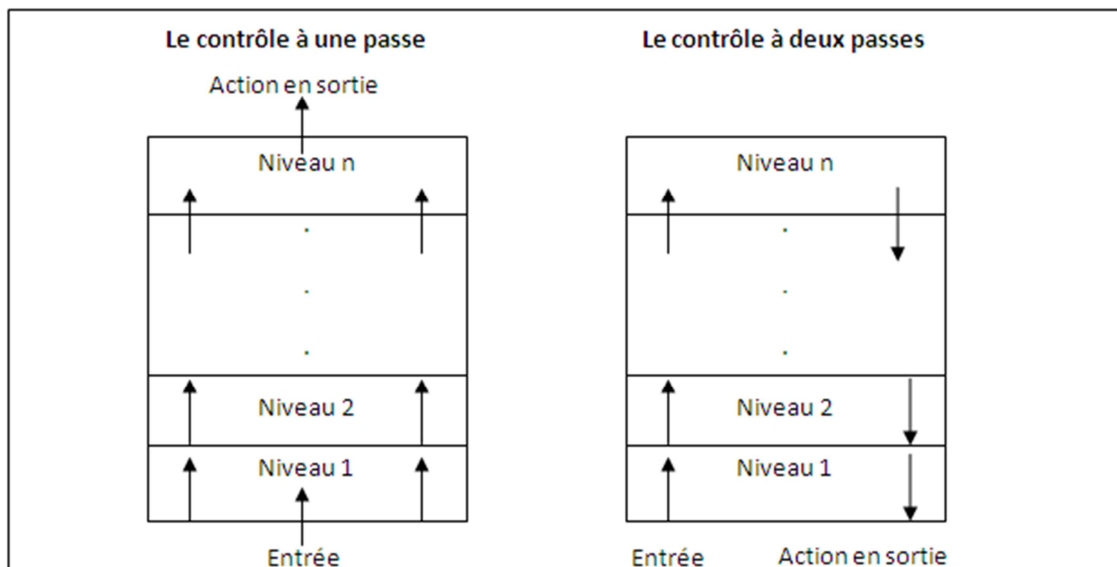 Le contrôle à une passe
Action en sortie
Niveau n
Niveau 2
Niveau 1
Entrée
Le contrôle à deux passes
Niveau n
Niveau 2
Niveau 1
Entrée
Action en sortie